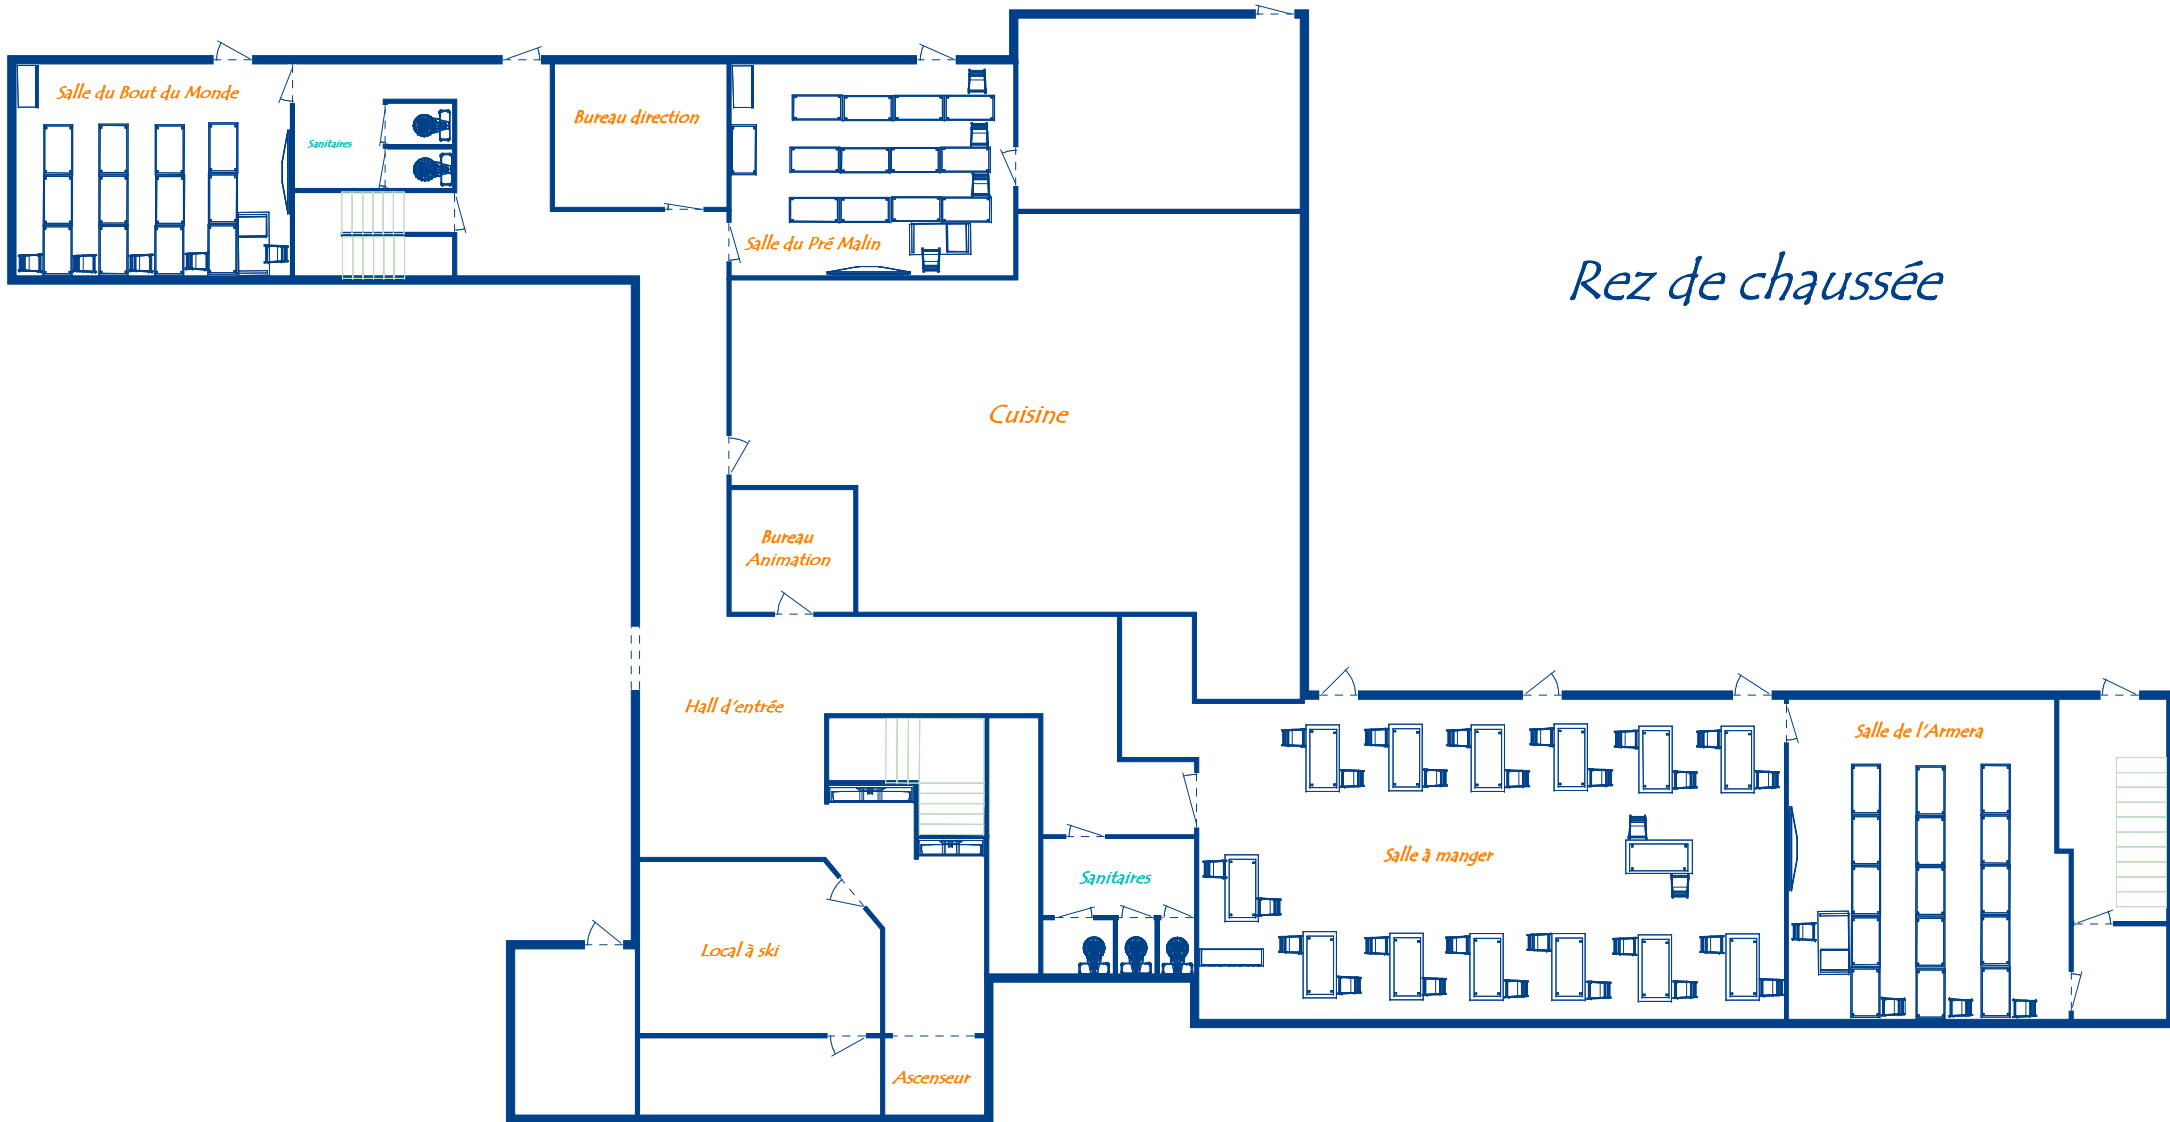 Salle du Bout du Monde
Sanitaires
Bureau direction
Salle du Pré Malin
Rez de chaussée
Cuisine
Bureau
Animation
Hall d'entrée
Salle de l'Armera
Salle à manger
Sanitaires
Local à ski
Ascenseur